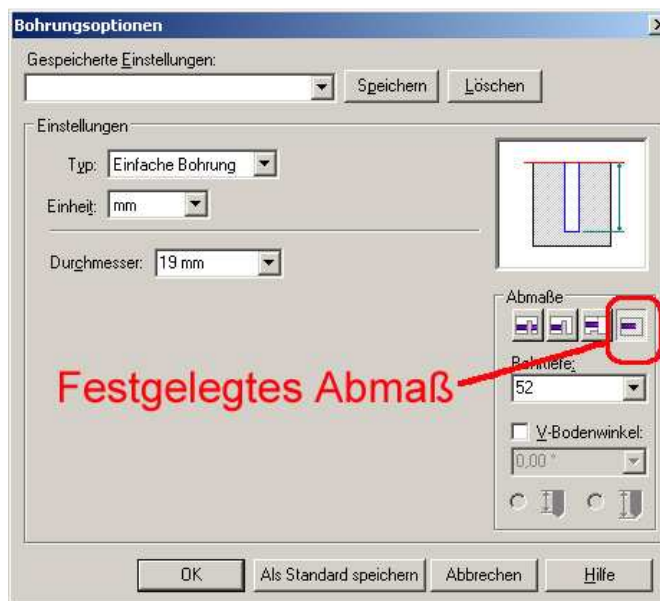 Bohrungsoptionen
Gespeicherte Einstellungen:
Speichern Löschen
Einstellungen
Typ: Einfache Bohrung
Einheit: mm
Durchmesser: 19 mm
Abmaße
Bohrtiefe:
Festgelegtes Abmaß
52
V-Bodenwinkel:
0,00 °
OK Als Standard speichern Abbrechen Hilfe